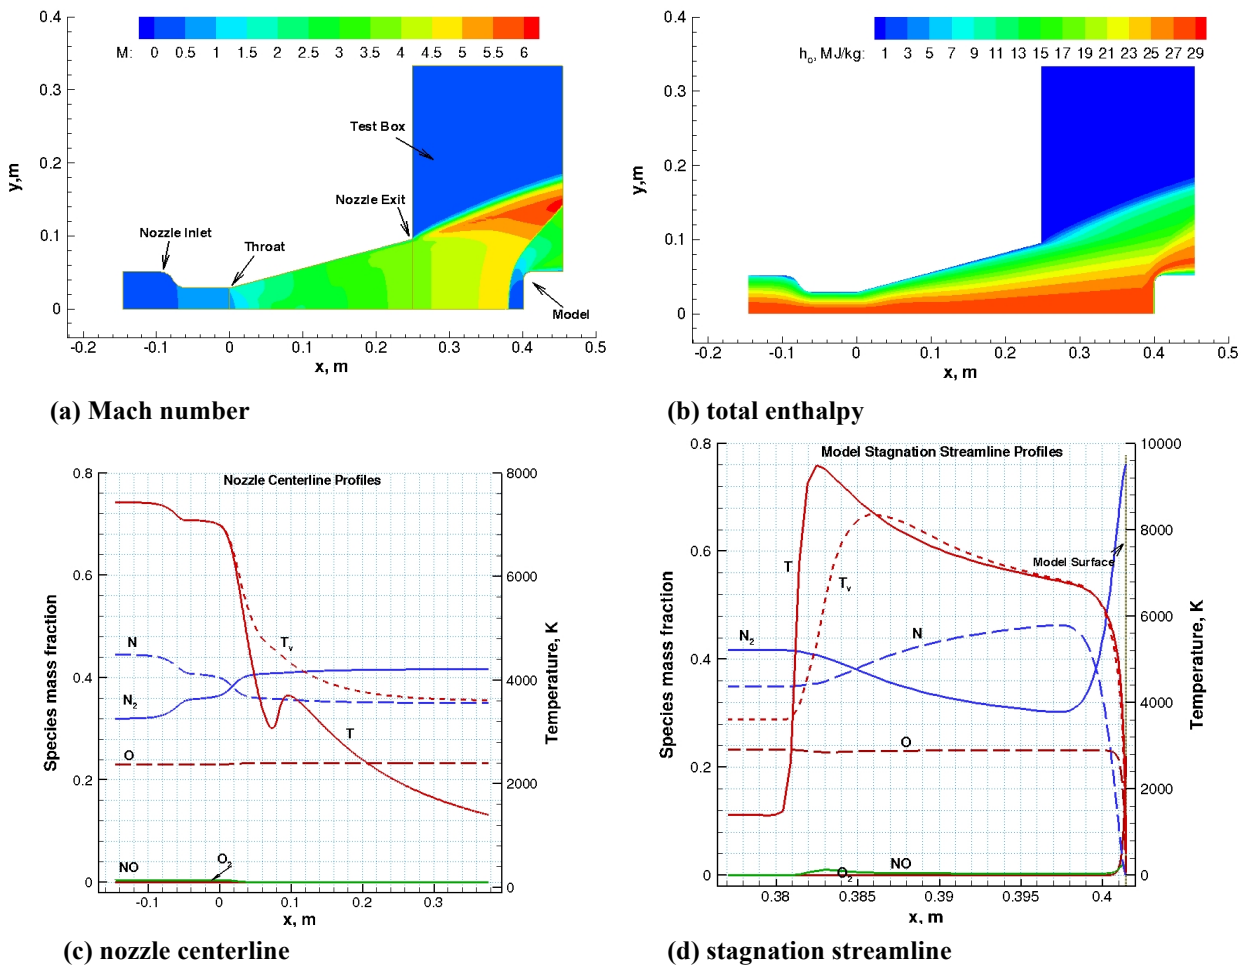 0.4
0.3
0.2
0.1
0
y,m
M: 0 0.5 1 1.5 2 2.5 3 3.5 4 4.5 5 5.5 6
Test Box
Nozzle Exit
Nozzle Inlet
Throat
Model
-0.2 -0.1 0 0.1 0.2 0.3 0.4 0.5
x, m
(a) Mach number
0.4
0.3
0.2
0.1
0
y,m
h₀, MJ/kg: 1 3 5 7 9 11 13 15 17 19 21 23 25 27 29
-0.2 -0.1 0 0.1 0.2 0.3 0.4 0.5
x, m
(b) total enthalpy
0.8
0.6
0.4
0.2
0
Species mass fraction
Nozzle Centerline Profiles
N
Tᵥ
N₂
T
O
NO
O₂
8000
6000
4000
2000
0
Temperature, K
-0.1 0 0.1 0.2 0.3
x, m
(c) nozzle centerline
0.8
0.6
0.4
0.2
0
Species mass fraction
Model Stagnation Streamline Profiles
Model Surface
T
Tᵥ
N₂
N
O
NO
O₂
10000
8000
6000
4000
2000
0
Temperature, K
0.38 0.385 0.39 0.395 0.4
x, m
(d) stagnation streamline